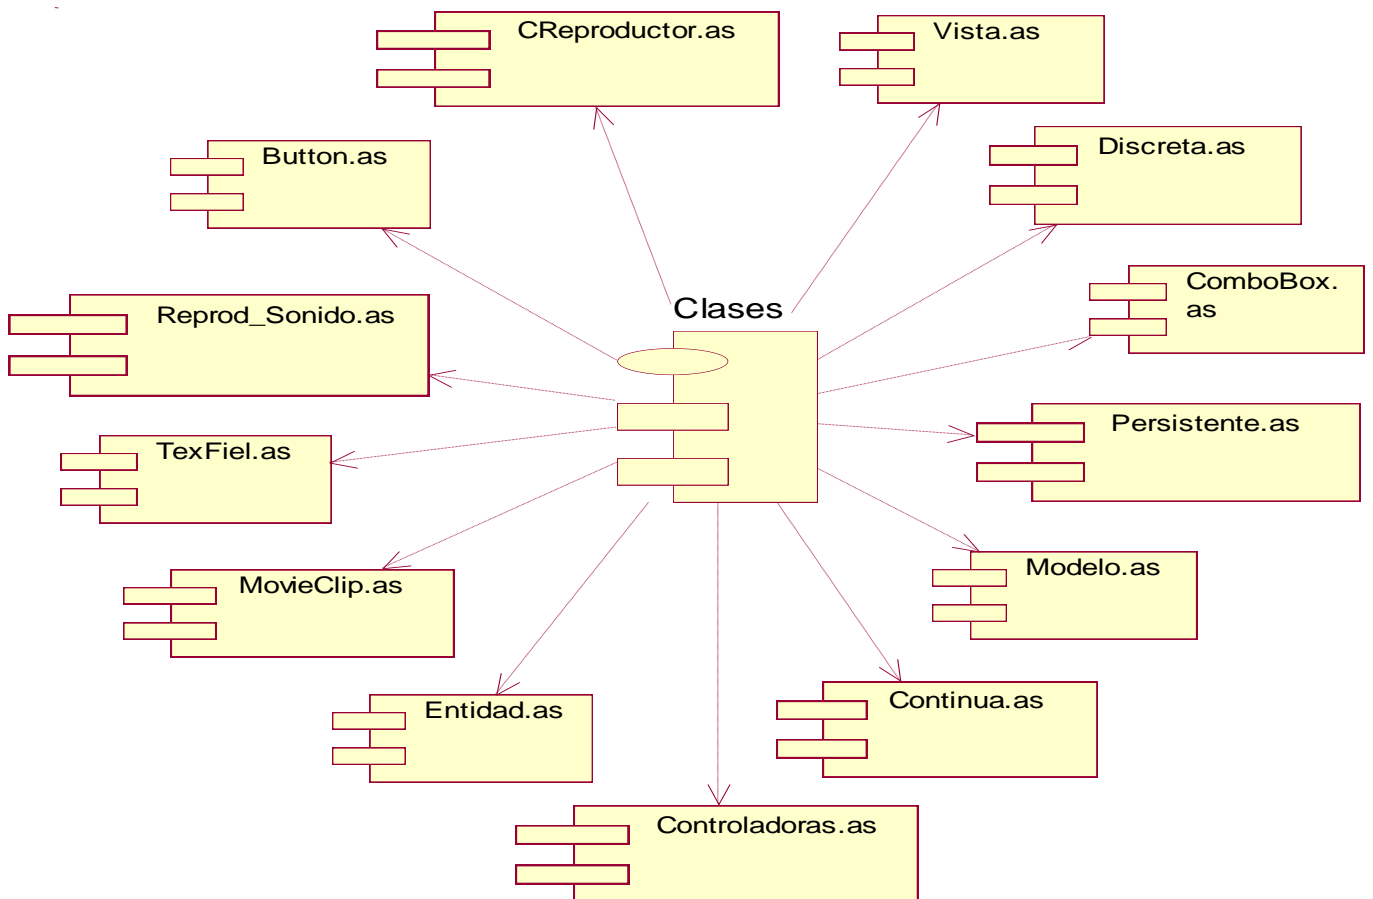 CReproductor.as
Vista.as
Button.as
Discreta.as
Reprod_Sonido.as
Clases
ComboBox.
as
TexFiel.as
Persistente.as
MovieClip.as
Modelo.as
Entidad.as
Continua.as
Controladoras.as